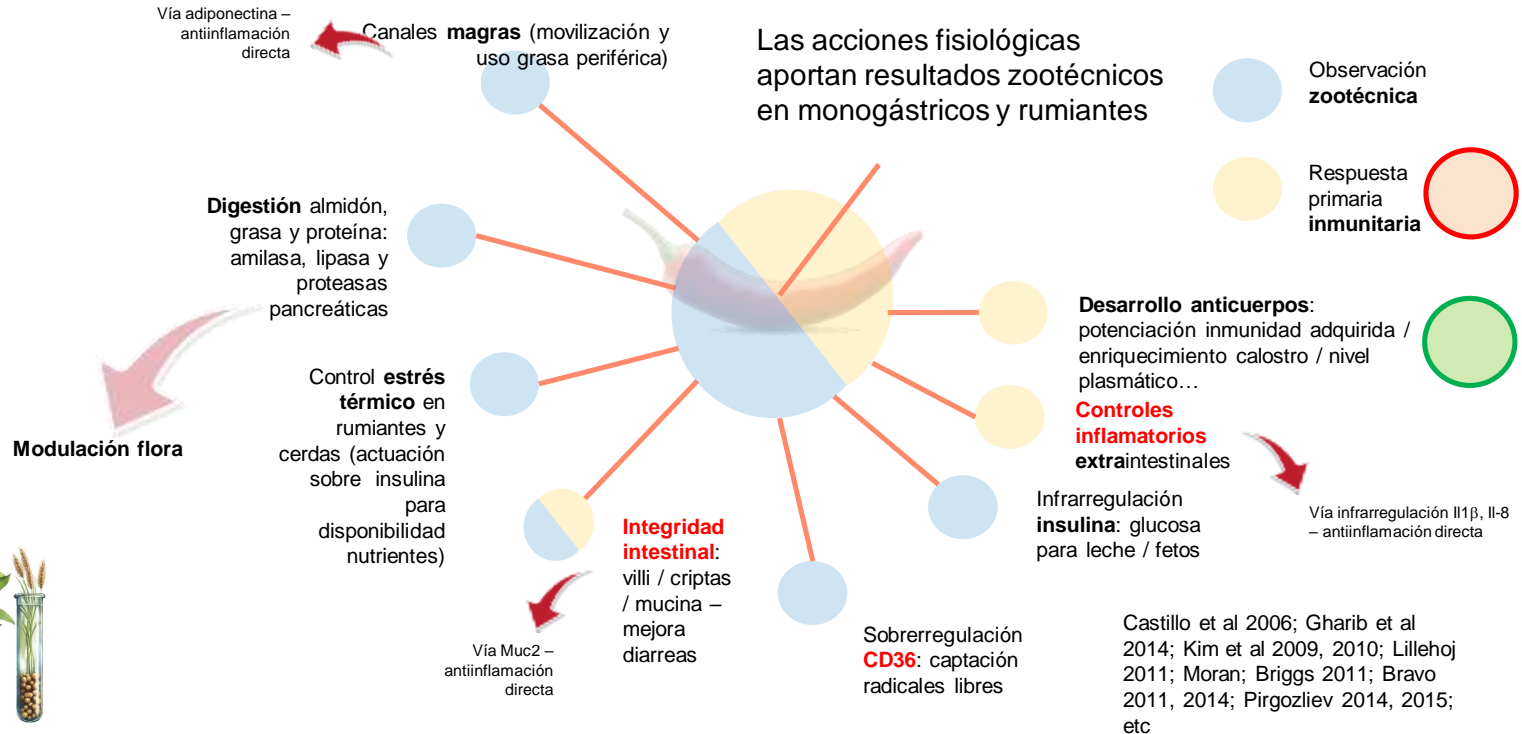 Vía adiponectina –
antiinflamación
directa
Canales magras (movilización y
uso grasa periférica)
Las acciones fisiológicas
aportan resultados zootécnicos
en monogástricos y rumiantes
Observación
zootécnica
Respuesta
primaria
inmunitaria
Digestión almidón,
grasa y proteína:
amilasa, lipasa y
proteasas
pancreáticas
Modulación flora
Control estrés
térmico en
rumiantes y
cerdas (actuación
sobre insulina
para
disponibilidad
nutrientes)
Integridad
intestinal:
villi / criptas
/ mucina –
mejora
diarreas
Vía Muc2 –
antiinflamación
directa
Sobrerregulación
CD36: captación
radicales libres
Infrarregulación
insulina: glucosa
para leche / fetos
Desarrollo anticuerpos:
potenciación inmunidad adquirida /
enriquecimiento calostro / nivel
plasmático…
Controles
inflamatorios
extraintestinales
Vía infrarregulación Il1β, Il-8
– antiinflamación directa
Castillo et al 2006; Gharib et al
2014; Kim et al 2009, 2010; Lillehoj
2011; Moran; Briggs 2011; Bravo
2011, 2014; Pirgozliev 2014, 2015;
etc